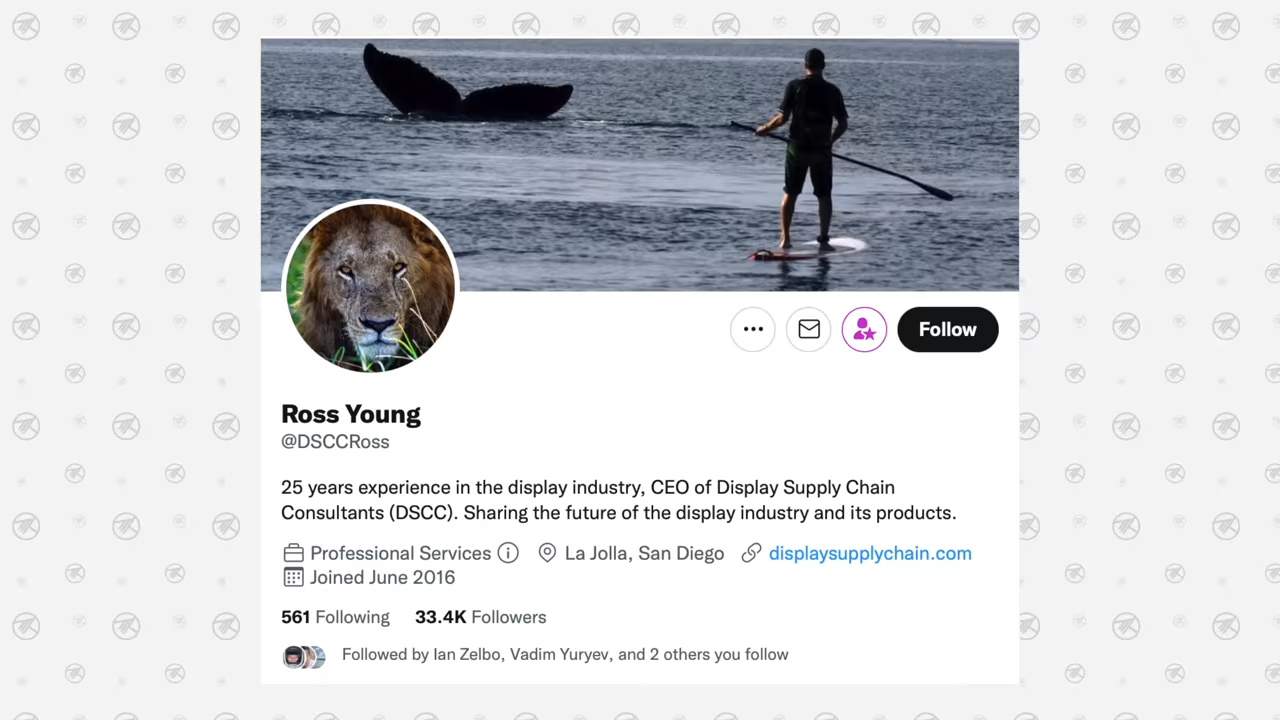 Follow
Ross Young
@DSCCRoss
25 years experience in the display industry, CEO of Display Supply Chain
Consultants (DSCC). Sharing the future of the display industry and its products.
Professional Services La Jolla, San Diego displaysupplychain.com
Joined June 2016
561 Following 33.4K Followers
Followed by Ian Zelbo, Vadim Yuryev, and 2 others you follow